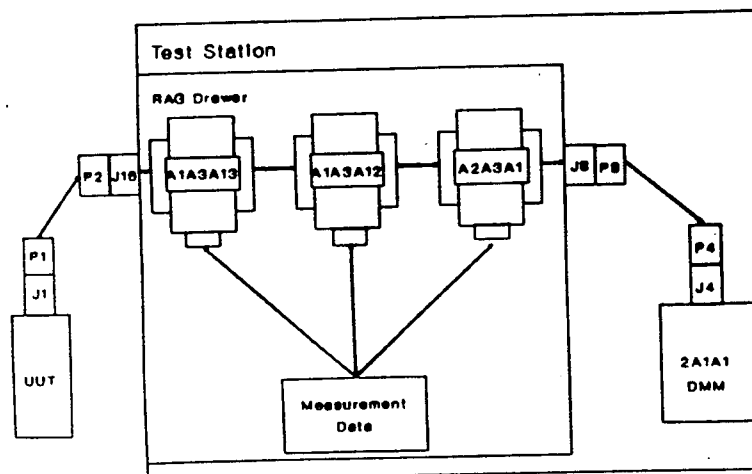 Test Station
RAG Drawer
P2 J16 A1A3A13 A1A3A12 A2A3A1 J8 P8
P1
J1
UUT
P4
J4
2A1A1
DMM
Measurement
Data